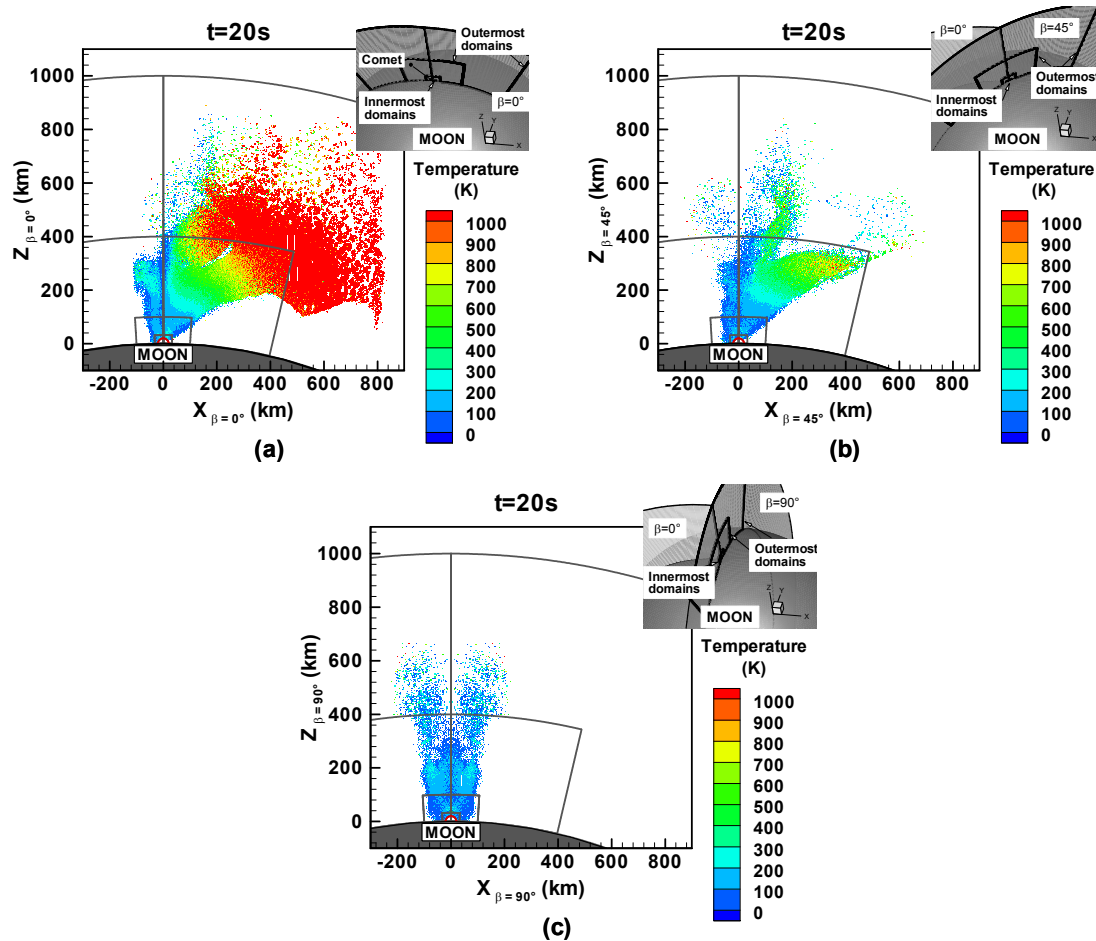 t=20s
Outermost
domains
Comet
Innermost
domains
β=0°
MOON
Z
Y
X
Temperature
(K)
1000
900
800
700
600
500
400
300
200
100
0
Z β = 0° (km)
1000
800
600
400
200
0
MOON
-200 0 200 400 600 800
X β = 0° (km)
(a)
t=20s
β=0°
β=45°
Outermost
domains
Innermost
domains
MOON
Z
Y
X
Temperature
(K)
1000
900
800
700
600
500
400
300
200
100
0
Z β = 45° (km)
1000
800
600
400
200
0
MOON
-200 0 200 400 600 800
X β = 45° (km)
(b)
t=20s
β=90°
β=0°
Outermost
domains
Innermost
domains
MOON
Z
Y
X
Temperature
(K)
1000
900
800
700
600
500
400
300
200
100
0
Z β = 90° (km)
1000
800
600
400
200
0
MOON
-200 0 200 400 600 800
X β = 90° (km)
(c)